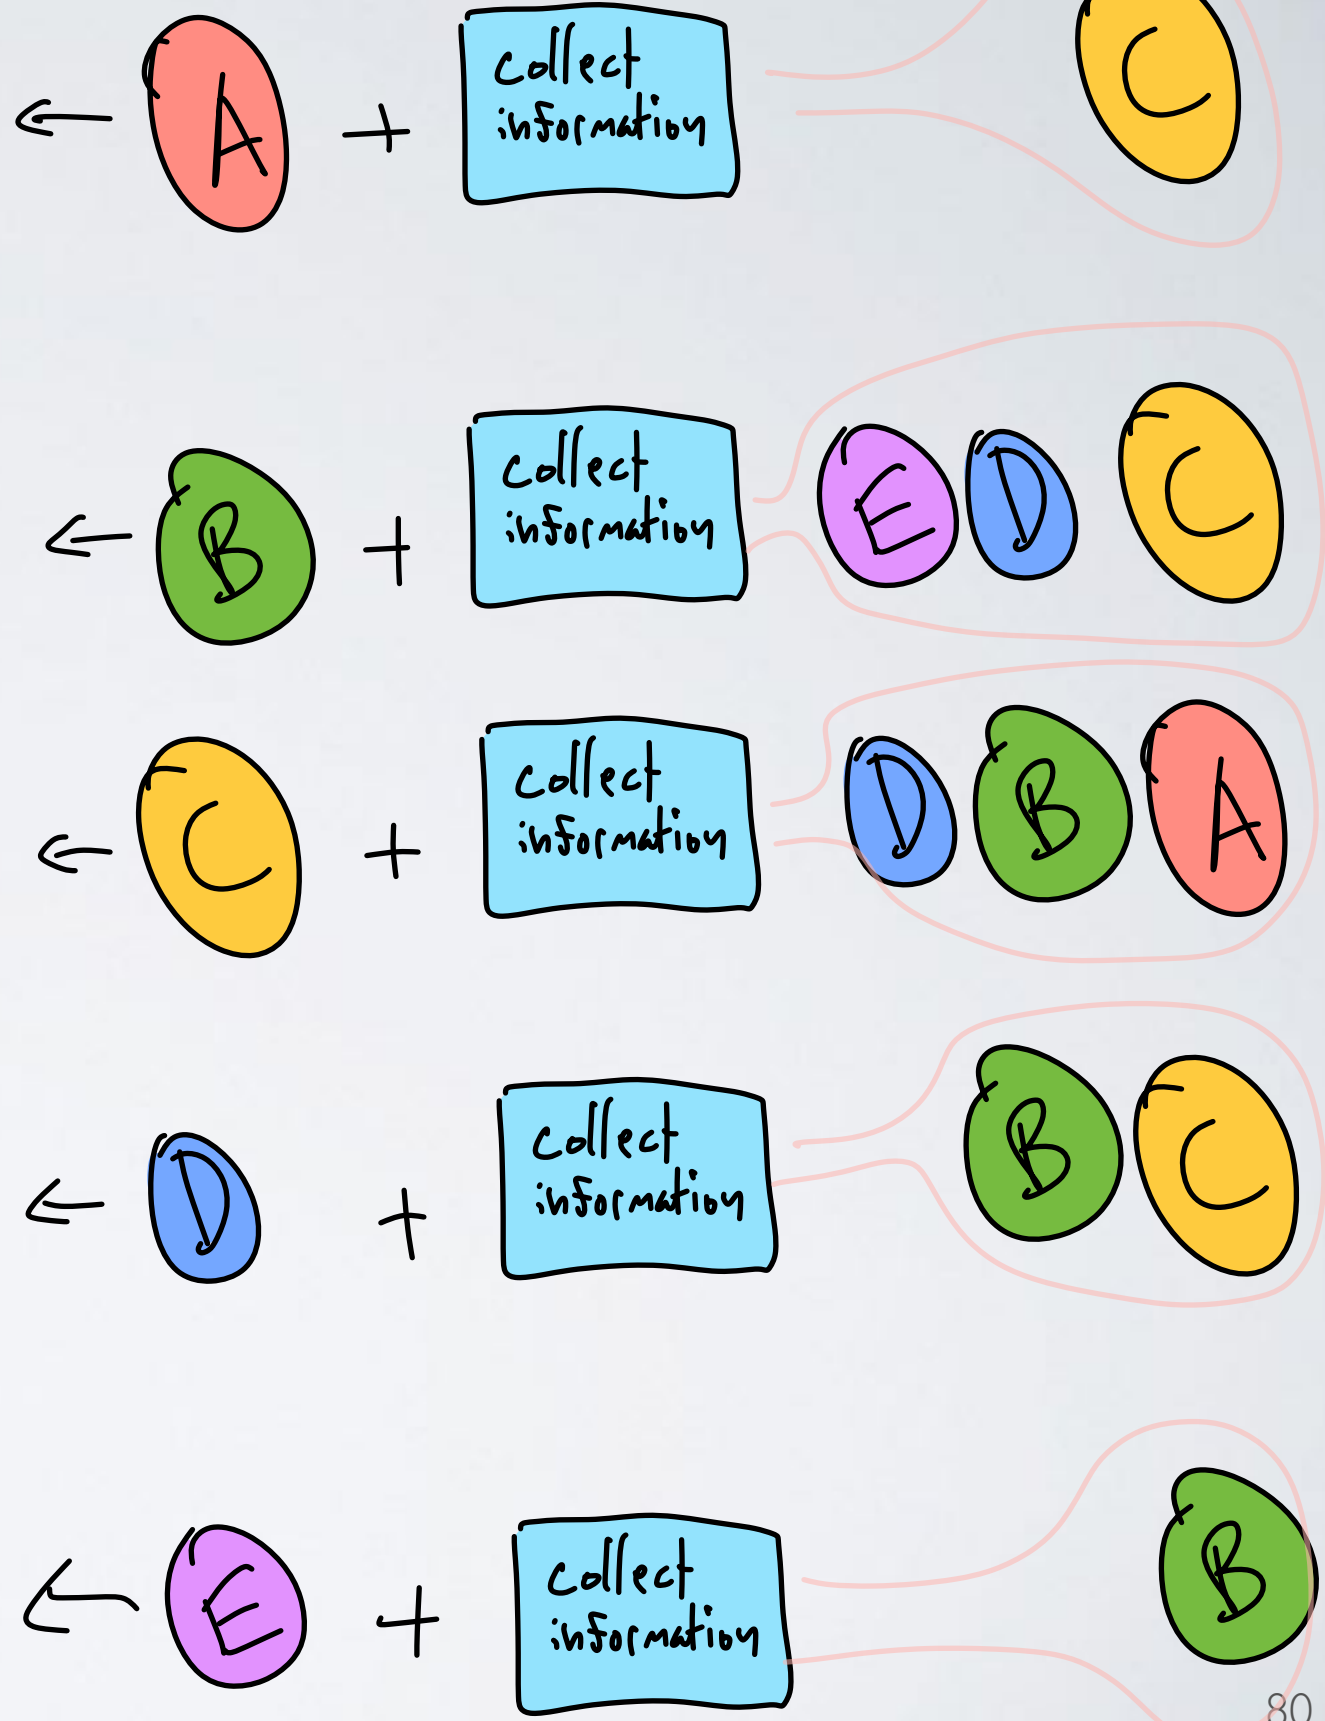 ← A + Collect information C
← B + Collect information E D C
← C + Collect information D B A
← D + Collect information B C
← E + Collect information B
80